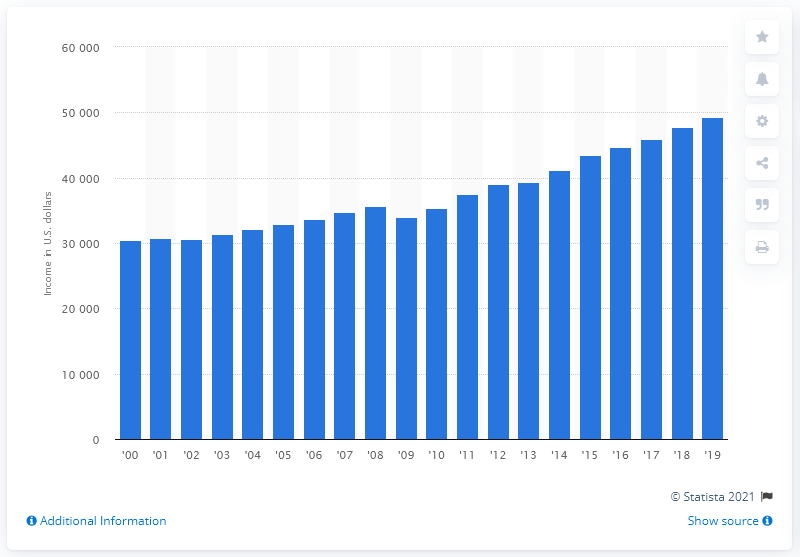 60 000
50 000
40 000
30 000
20 000
10 000
0
Income in U.S. dollars
'00 '01 '02 '03 '04 '05 '06 '07 '08 '09 '10 '11 '12 '13 '14 '15 '16 '17 '18 '19
© Statista 2021
Additional Information
Show source